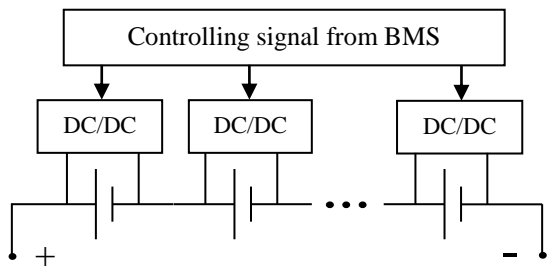 Controlling signal from BMS
DC/DC DC/DC DC/DC
+ -